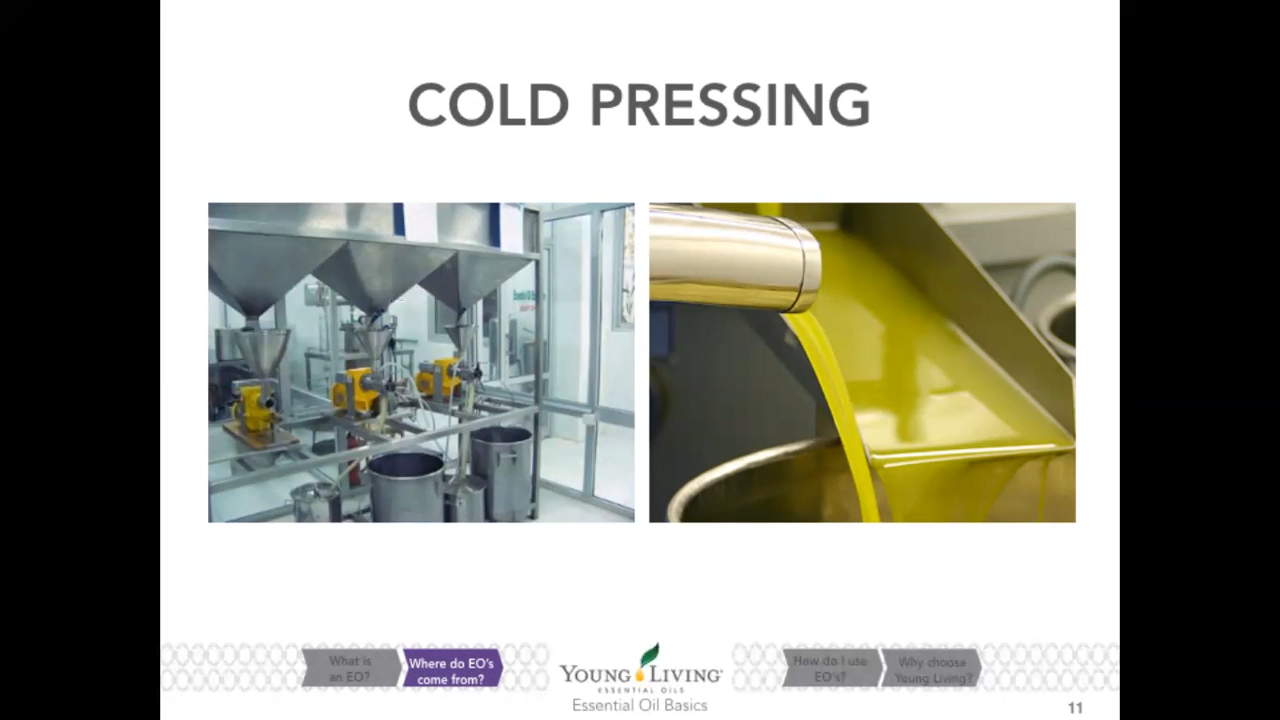 COLD PRESSING
What is
an EO?
Where do EO's
come from?
YOUNG LIVING
ESSENTIAL OILS
Essential Oil Basics
How do I use
EO's?
Why choose
Young Living?
11